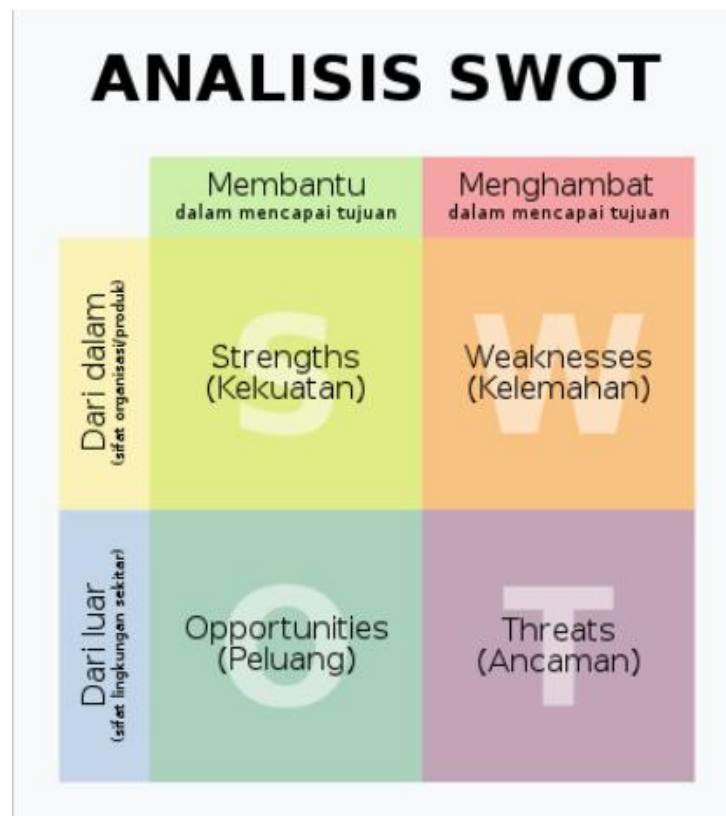 ANALISIS SWOT
Membantu
dalam mencapai tujuan
Menghambat
dalam mencapai tujuan
Dari dalam
(sifat organisasi/produk)
S
Strengths
(Kekuatan)
W
Weaknesses
(Kelemahan)
Dari luar
(sifat lingkungan sekitar)
O
Opportunities
(Peluang)
T
Threats
(Ancaman)